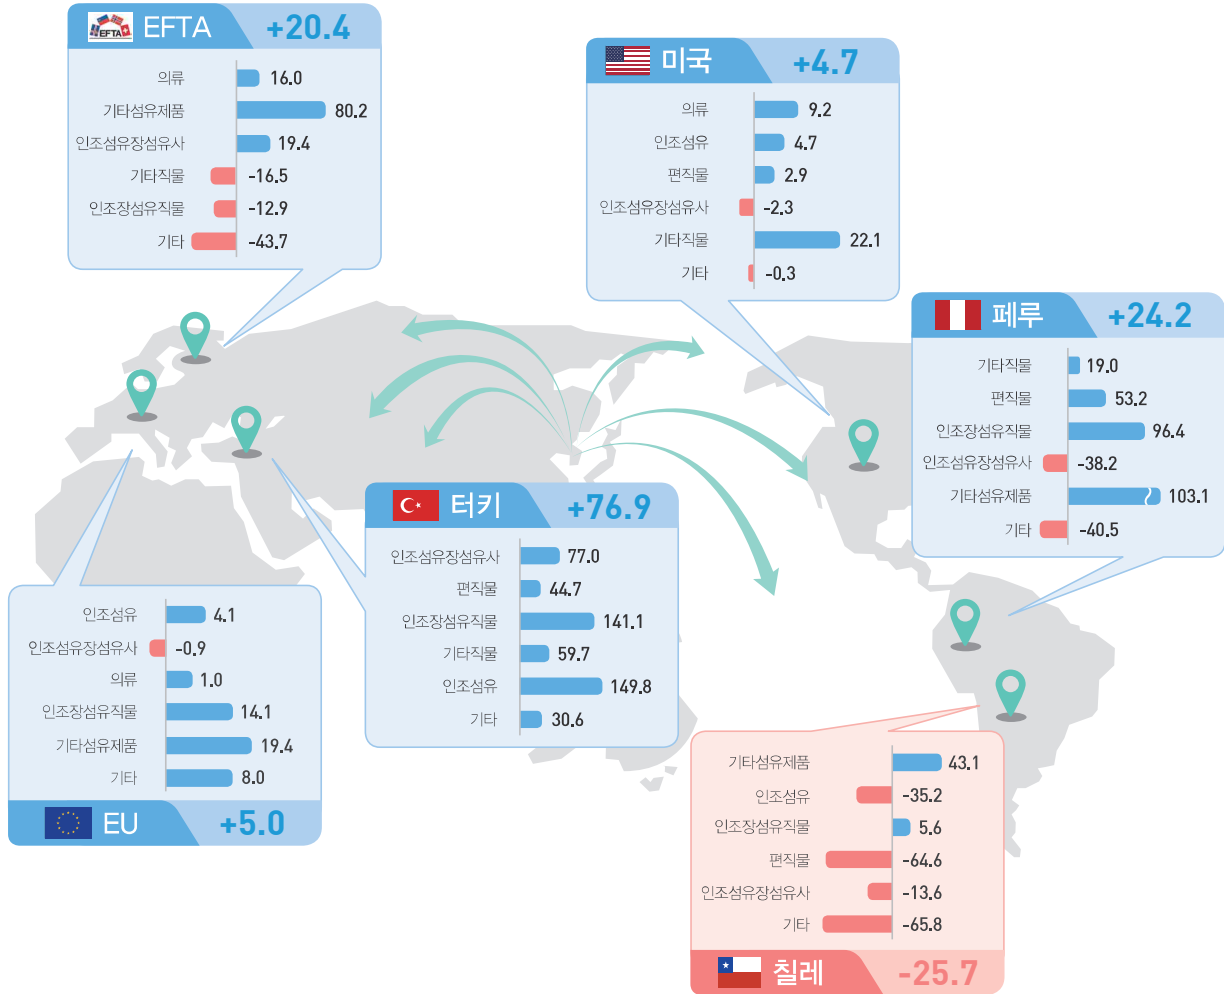 EFTA EFTA +20.4
의류 16.0
기타섬유제품 80.2
인조섬유장섬유사 19.4
기타직물 -16.5
인조장섬유직물 -12.9
기타 -43.7
미국 +4.7
의류 9.2
인조섬유 4.7
편직물 2.9
인조섬유장섬유사 -2.3
기타직물 22.1
기타 -0.3
페루 +24.2
기타직물 19.0
편직물 53.2
인조장섬유직물 96.4
인조섬유장섬유사 -38.2
기타섬유제품 103.1
기타 -40.5
터키 +76.9
인조섬유장섬유사 77.0
편직물 44.7
인조장섬유직물 141.1
기타직물 59.7
인조섬유 149.8
기타 30.6
인조섬유 4.1
인조섬유장섬유사 -0.9
의류 1.0
인조장섬유직물 14.1
기타섬유제품 19.4
기타 8.0
EU +5.0
기타섬유제품 43.1
인조섬유 -35.2
인조장섬유직물 5.6
편직물 -64.6
인조섬유장섬유사 -13.6
기타 -65.8
칠레 -25.7